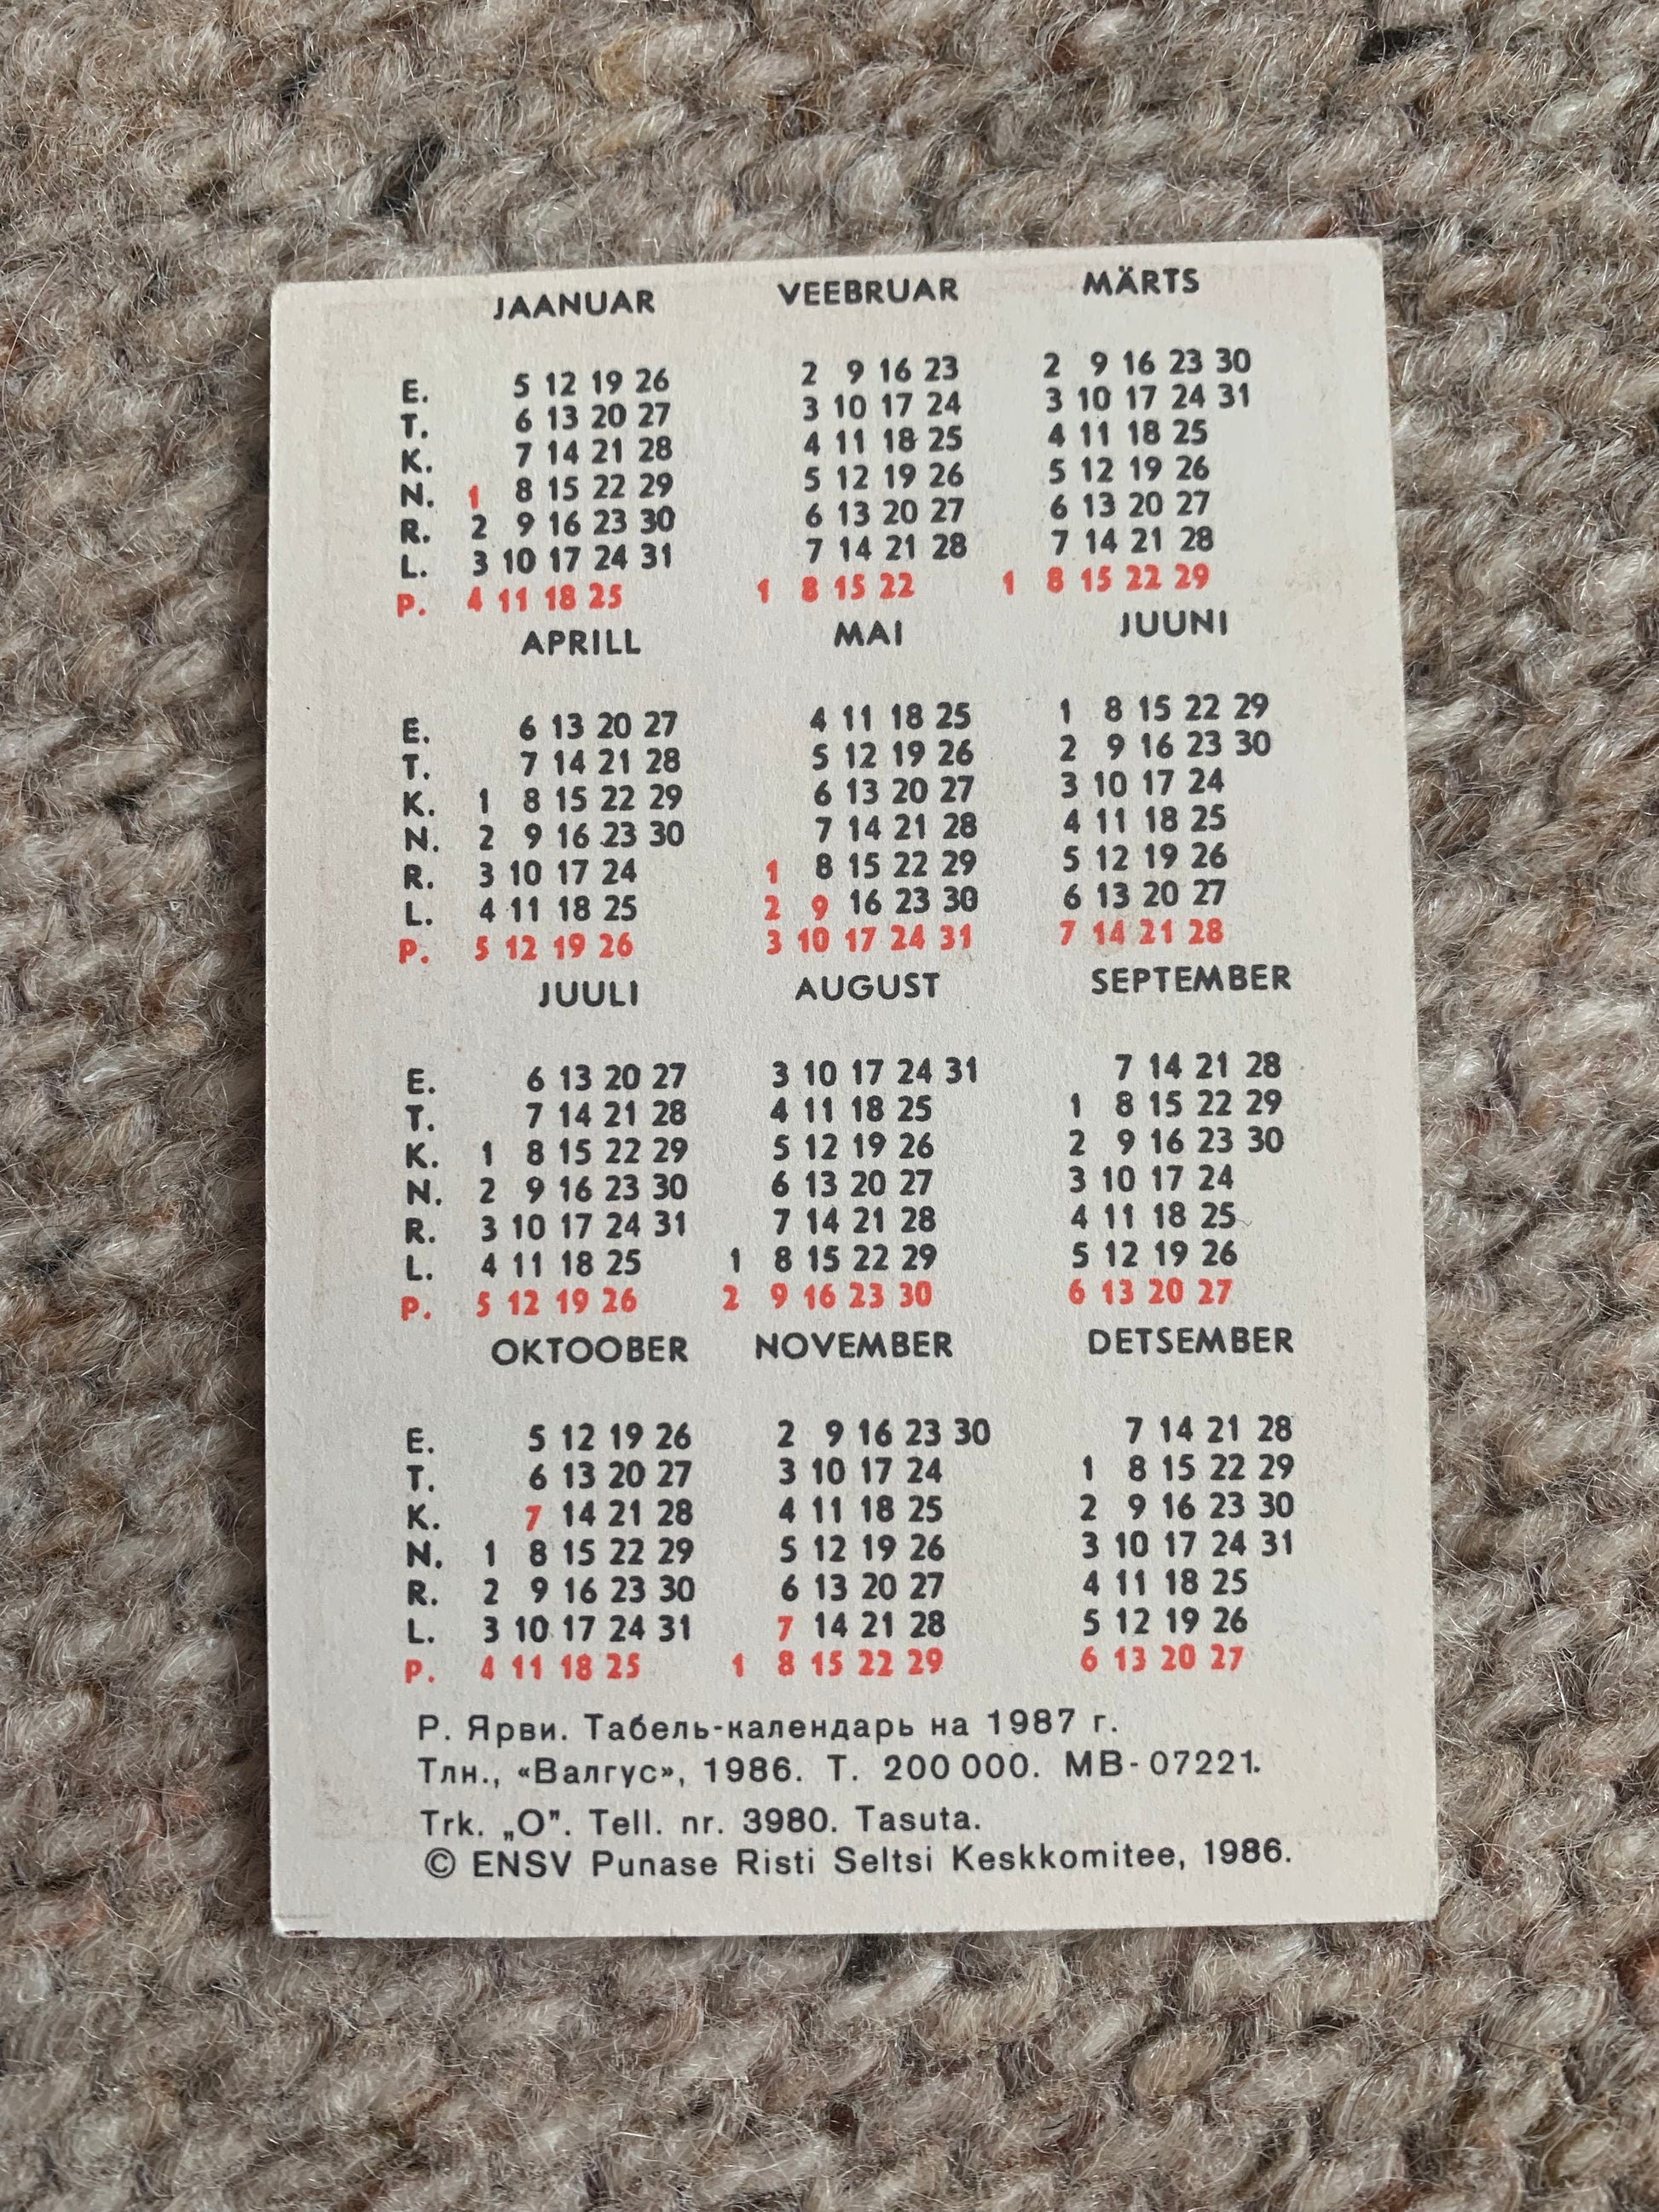 JAANUAR VEEBRUAR MÄRTS
E. 5 12 19 26 2 9 16 23 2 9 16 23 30
T. 6 13 20 27 3 10 17 24 3 10 17 24 31
K. 7 14 21 28 4 11 18 25 4 11 18 25
N. 1 8 15 22 29 5 12 19 26 5 12 19 26
R. 2 9 16 23 30 6 13 20 27 6 13 20 27
L. 3 10 17 24 31 7 14 21 28 7 14 21 28
P. 4 11 18 25 1 8 15 22 1 8 15 22 29
APRILL MAI JUUNI
E. 6 13 20 27 4 11 18 25 1 8 15 22 29
T. 7 14 21 28 5 12 19 26 2 9 16 23 30
K. 1 8 15 22 29 6 13 20 27 3 10 17 24
N. 2 9 16 23 30 7 14 21 28 4 11 18 25
R. 3 10 17 24 1 8 15 22 29 5 12 19 26
L. 4 11 18 25 2 9 16 23 30 6 13 20 27
P. 5 12 19 26 3 10 17 24 31 7 14 21 28
JUULI AUGUST SEPTEMBER
E. 6 13 20 27 3 10 17 24 31 7 14 21 28
T. 7 14 21 28 4 11 18 25 1 8 15 22 29
K. 1 8 15 22 29 5 12 19 26 2 9 16 23 30
N. 2 9 16 23 30 6 13 20 27 3 10 17 24
R. 3 10 17 24 31 7 14 21 28 4 11 18 25
L. 4 11 18 25 1 8 15 22 29 5 12 19 26
P. 5 12 19 26 2 9 16 23 30 6 13 20 27
OKTOOBER NOVEMBER DETSEMBER
E. 5 12 19 26 2 9 16 23 30 7 14 21 28
T. 6 13 20 27 3 10 17 24 1 8 15 22 29
K. 7 14 21 28 4 11 18 25 2 9 16 23 30
N. 1 8 15 22 29 5 12 19 26 3 10 17 24 31
R. 2 9 16 23 30 6 13 20 27 4 11 18 25
L. 3 10 17 24 31 7 14 21 28 5 12 19 26
P. 4 11 18 25 1 8 15 22 29 6 13 20 27
Р. Ярви. Табель-календарь на 1987 г.
Тлн., «Валгус», 1986. Т. 200 000. МВ-07221.
Trk. „O”. Tell. nr. 3980. Tasuta.
© ENSV Punase Risti Seltsi Keskkomitee, 1986.